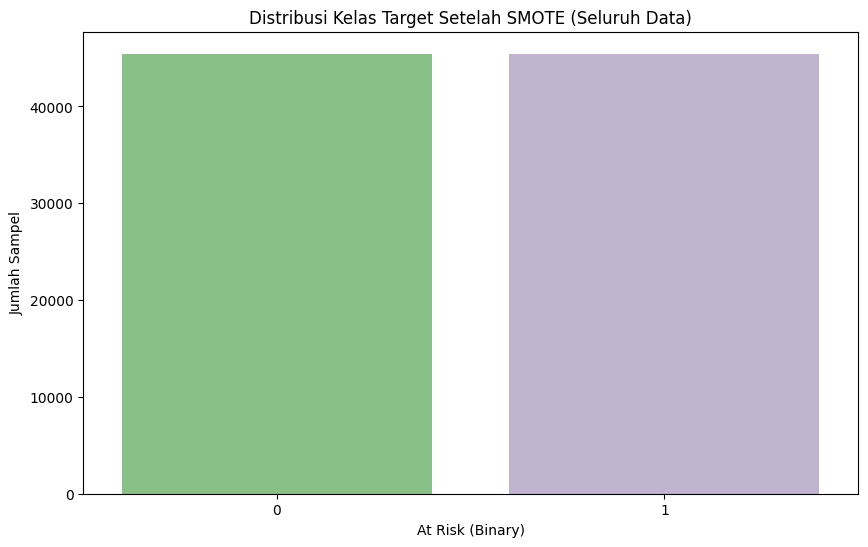 Distribusi Kelas Target Setelah SMOTE (Seluruh Data)
Jumlah Sampel
40000
30000
20000
10000
0
0 1
At Risk (Binary)